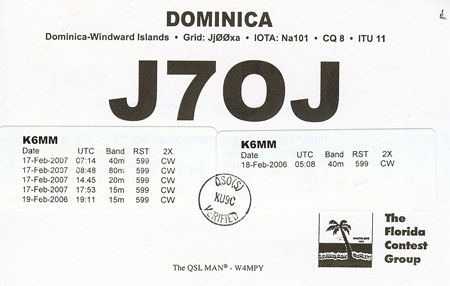 DOMINICA
Dominica-Windward Islands • Grid: JjØØxa • IOTA: Na101 • CQ 8 • ITU 11
J7OJ
K6MM
Date UTC Band RST 2X
17-Feb-2007 07:14 40m 599 CW
17-Feb-2007 08:48 80m 599 CW
17-Feb-2007 14:45 20m 599 CW
17-Feb-2007 17:53 15m 599 CW
19-Feb-2006 19:11 15m 599 CW
K6MM
Date UTC Band RST 2X
18-Feb-2006 05:08 40m 599 CW
QSO(S)
KU9C
VERIFIED
The
Florida
Contest
Group
The QSL MAN® - W4MPY